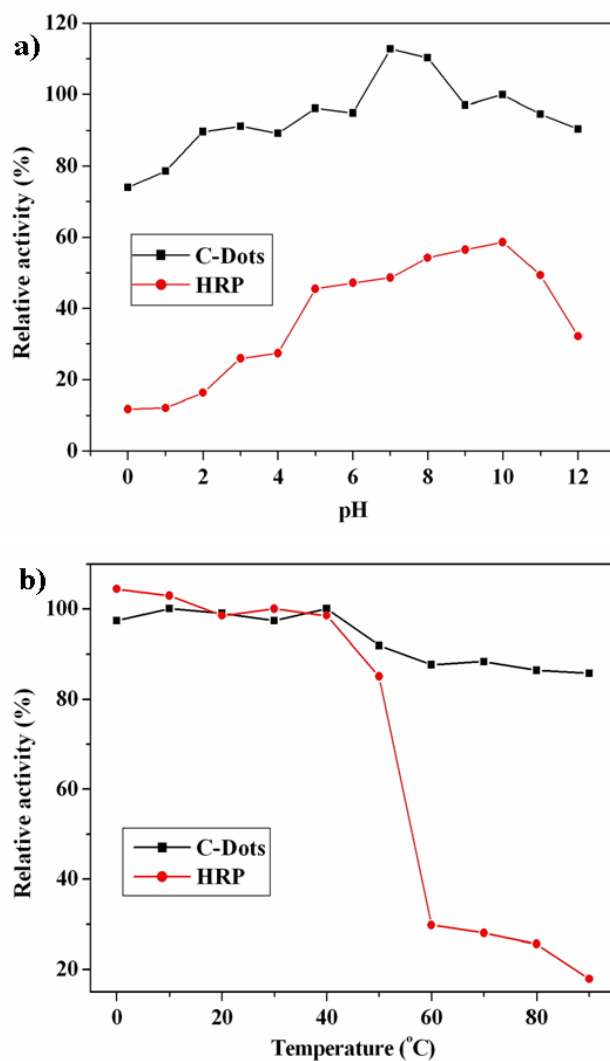 a)
120
100
80
60
40
20
0
Relative activity (%)
C-Dots
HRP
0 2 4 6 8 10 12
pH
b)
100
80
60
40
20
Relative activity (%)
C-Dots
HRP
0 20 40 60 80
Temperature (°C)